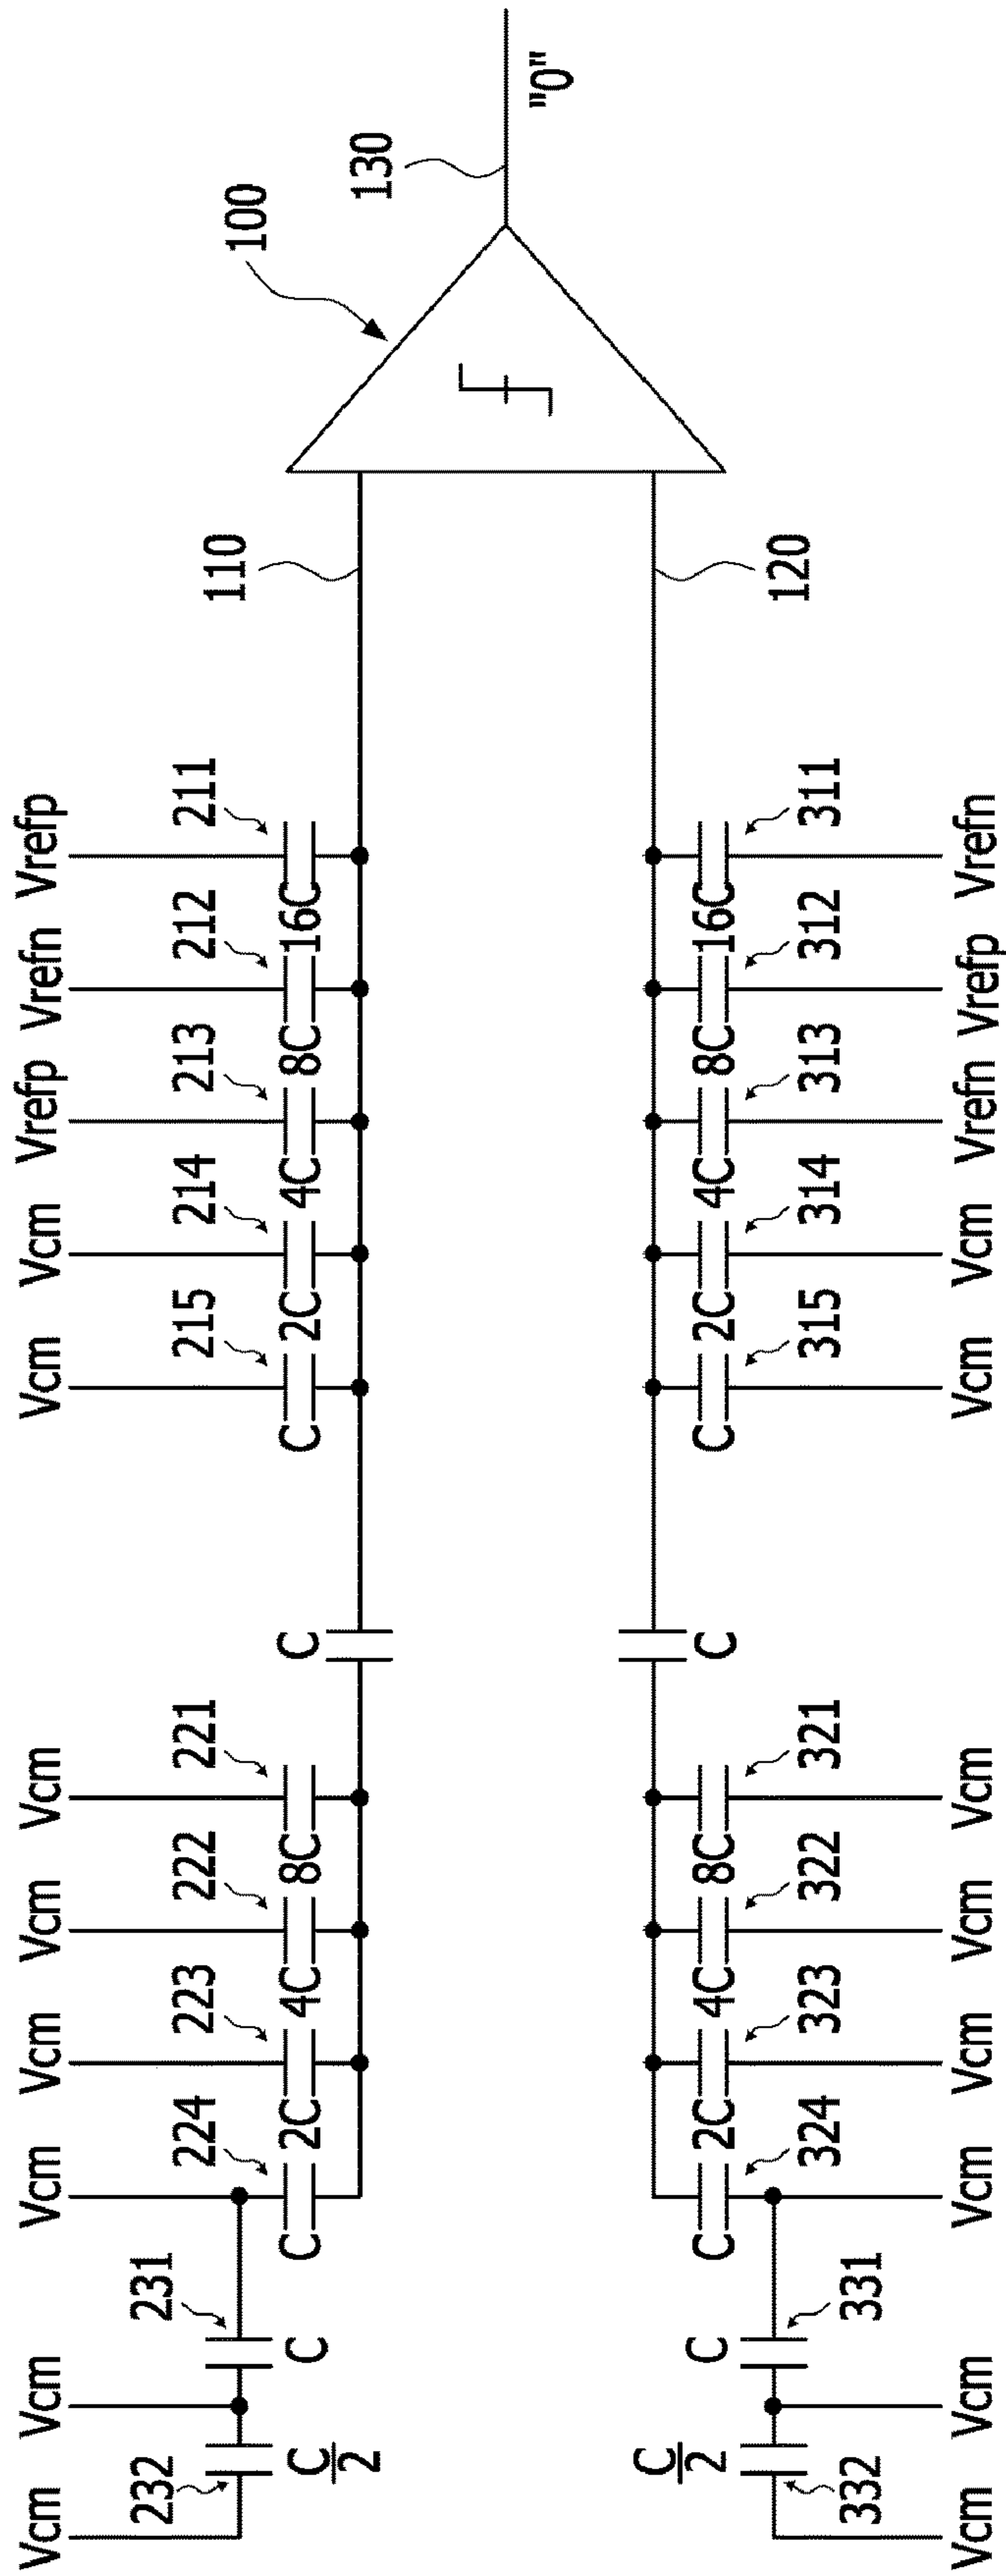 Vcm Vcm Vcm Vcm Vcm Vcm Vcm Vcm Vrefp Vrefn Vrefp
232 231 224 223 222 221 215 214 213 212 211
C/2 C C 2C 4C 8C C C 2C 4C 8C 16C
110 100 130
"0"
120
C/2 C C 2C 4C 8C C C 2C 4C 8C 16C
332 331 324 323 322 321 315 314 313 312 311
Vcm Vcm Vcm Vcm Vcm Vcm Vcm Vcm Vrefn Vrefp Vrefn